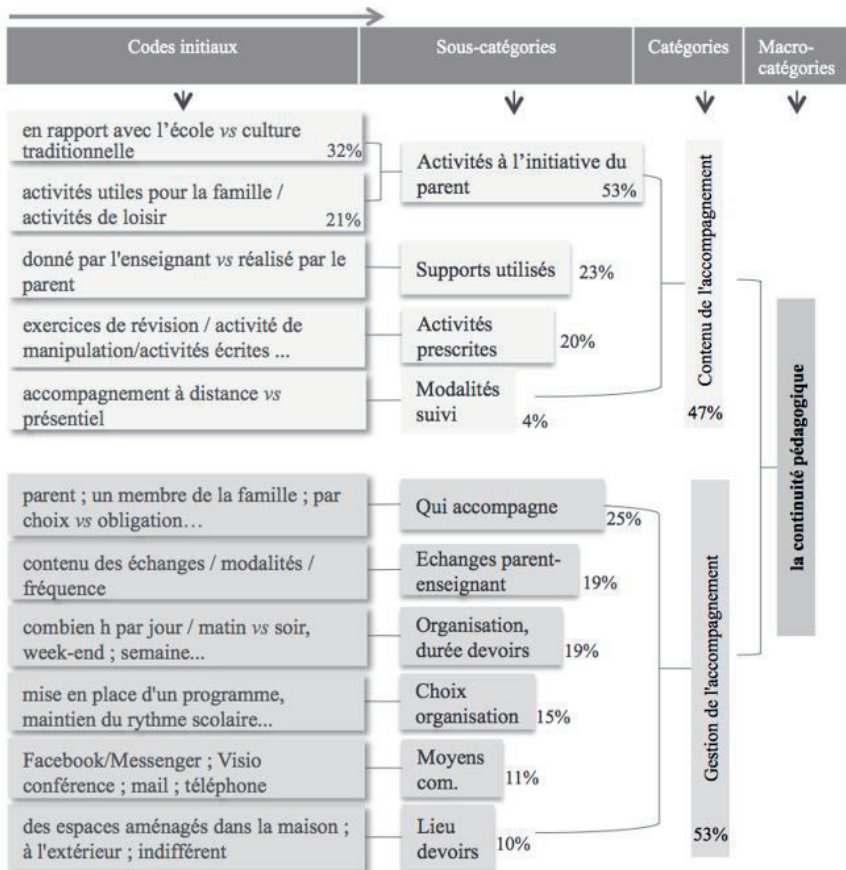 Codes initiaux
Sous-catégories
Catégories
Macro-
catégories
en rapport avec l’école vs culture
traditionnelle
32%
activités utiles pour la famille /
activités de loisir
21%
Activités à l’initiative du
parent
53%
donné par l'enseignant vs réalisé par le
parent
Supports utilisés
23%
exercices de révision / activité de
manipulation/activités écrites ...
Activités
prescrites
20%
accompagnement à distance vs
présentiel
Modalités
suivi
4%
Contenu de l'accompagnement
47%
parent ; un membre de la famille ; par
choix vs obligation…
Qui accompagne
25%
contenu des échanges / modalités /
fréquence
Echanges parent-
enseignant
19%
combien h par jour / matin vs soir,
week-end ; semaine...
Organisation,
durée devoirs
19%
mise en place d'un programme,
maintien du rythme scolaire...
Choix
organisation
15%
Facebook/Messenger ; Visio
conférence ; mail ; téléphone
Moyens
com.
11%
des espaces aménagés dans la maison ;
à l'extérieur ; indifférent
Lieu
devoirs
10%
Gestion de l'accompagnement
53%
la continuité pédagogique